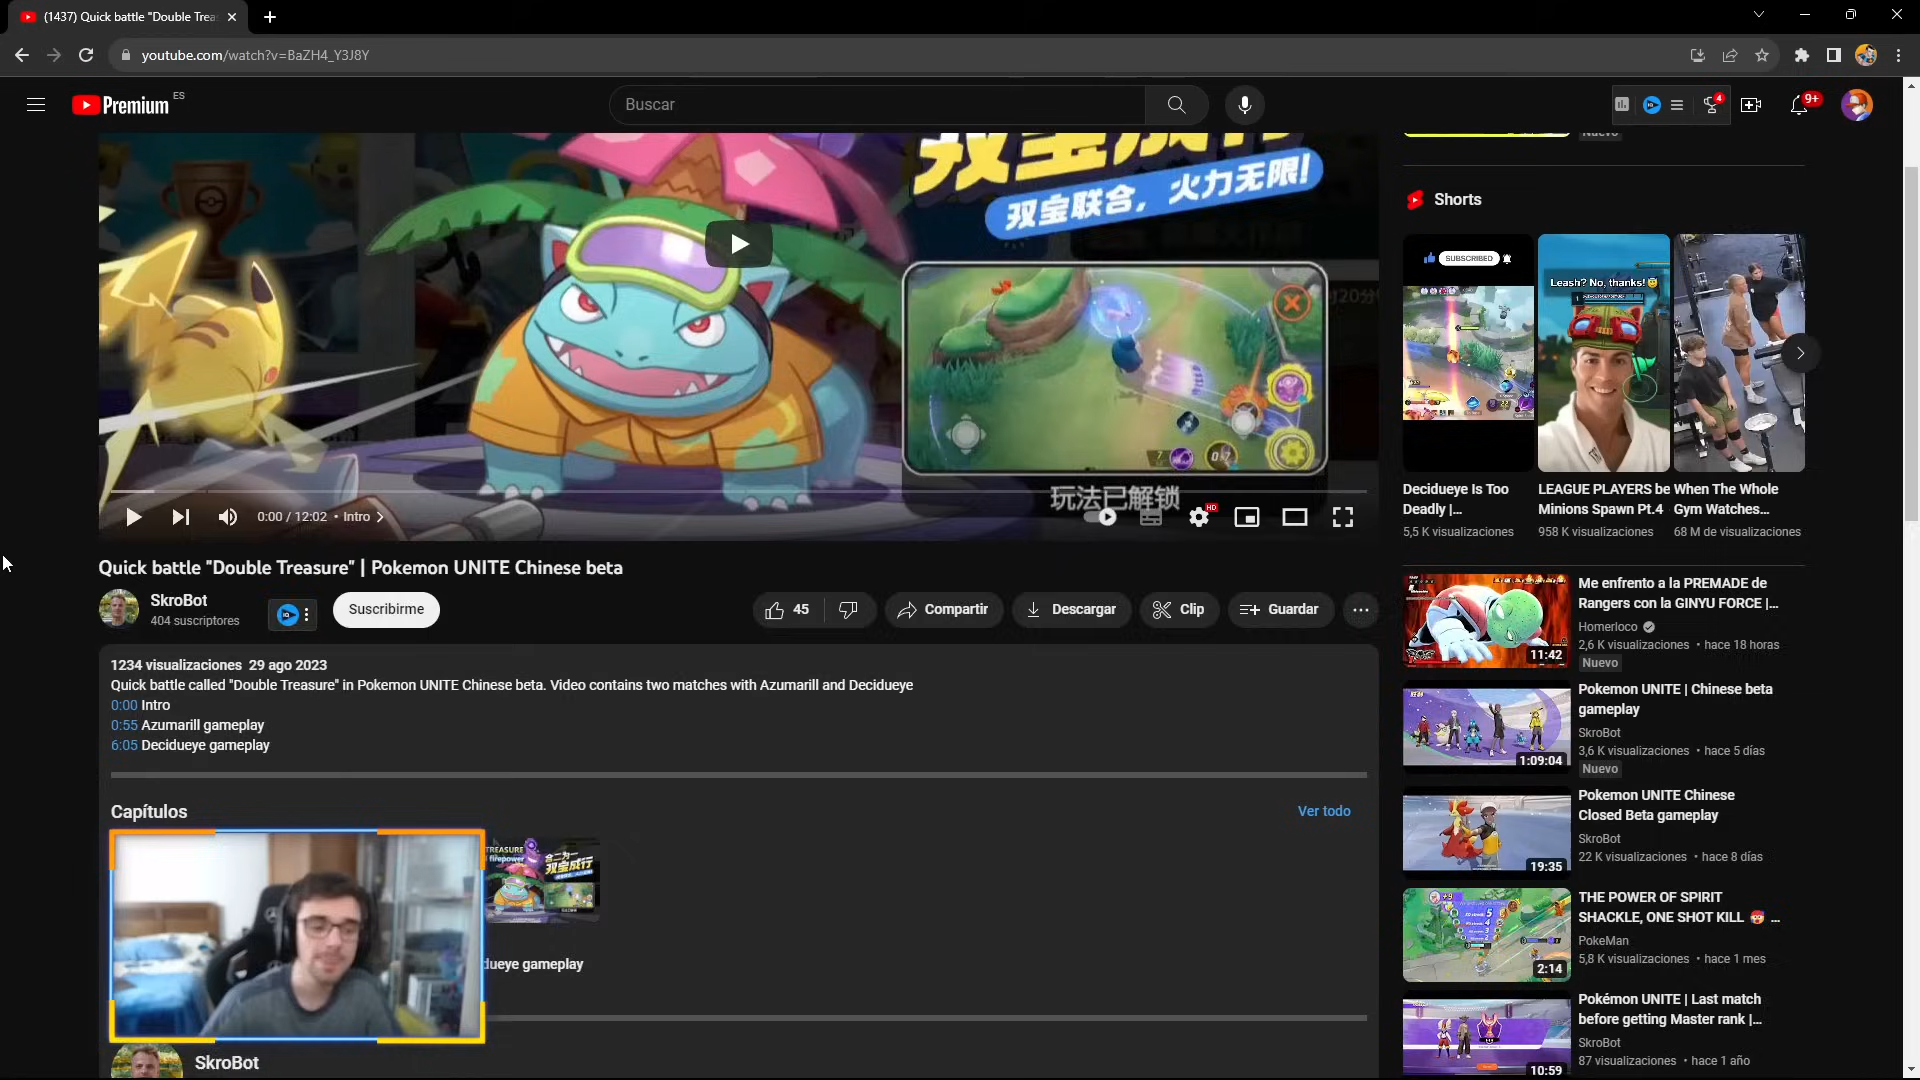 (1437) Quick battle "Double Trea
youtube.com/watch?v=BaZH4_Y3J8Y
Premium ES
Buscar
4
9+
双宝联合，火力无限!
玩法已解锁
0:00 / 12:02 • Intro
HD
Quick battle "Double Treasure" | Pokemon UNITE Chinese beta
SkroBot
404 suscriptores
Suscribirme
45
Compartir
Descargar
Clip
Guardar
1234 visualizaciones 29 ago 2023
Quick battle called "Double Treasure" in Pokemon UNITE Chinese beta. Video contains two matches with Azumarill and Decidueye
0:00 Intro
0:55 Azumarill gameplay
6:05 Decidueye gameplay
Capítulos
Ver todo
TREASURE
firepower
dueye gameplay
SkroBot
Nuevo
Shorts
SUBSCRIBED
Leash? No, thanks!
Decidueye Is Too
Deadly |...
5,5 K visualizaciones
LEAGUE PLAYERS be
Minions Spawn Pt.4
958 K visualizaciones
When The Whole
Gym Watches...
68 M de visualizaciones
11:42
Me enfrento a la PREMADE de
Rangers con la GINYU FORCE |...
Homerloco
2,6 K visualizaciones • hace 18 horas
Nuevo
1:09:04
Pokemon UNITE | Chinese beta
gameplay
SkroBot
3,6 K visualizaciones • hace 5 días
Nuevo
19:35
Pokemon UNITE Chinese
Closed Beta gameplay
SkroBot
22 K visualizaciones • hace 8 días
2:14
THE POWER OF SPIRIT
SHACKLE, ONE SHOT KILL ...
PokeMan
5,8 K visualizaciones • hace 1 mes
10:59
Pokémon UNITE | Last match
before getting Master rank |...
SkroBot
87 visualizaciones • hace 1 año